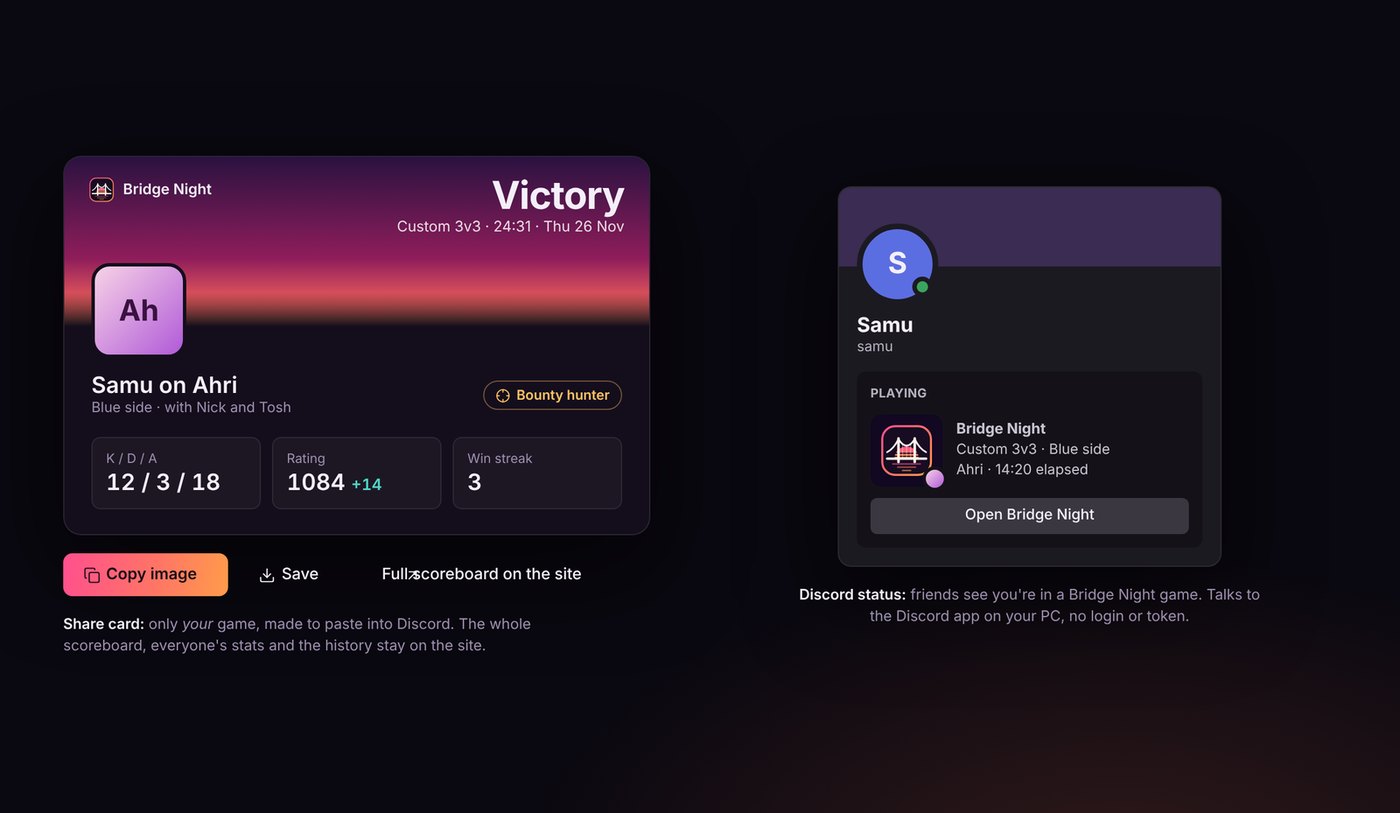 Bridge Night
Victory
Custom 3v3 · 24:31 · Thu 26 Nov
Ah
Samu on Ahri
Blue side · with Nick and Tosh
Bounty hunter
K / D / A
12 / 3 / 18
Rating
1084 +14
Win streak
3
Copy image
Save
Full scoreboard on the site
Share card: only your game, made to paste into Discord. The whole
scoreboard, everyone's stats and the history stay on the site.
S
Samu
samu
PLAYING
Bridge Night
Custom 3v3 · Blue side
Ahri · 14:20 elapsed
Open Bridge Night
Discord status: friends see you're in a Bridge Night game. Talks to
the Discord app on your PC, no login or token.